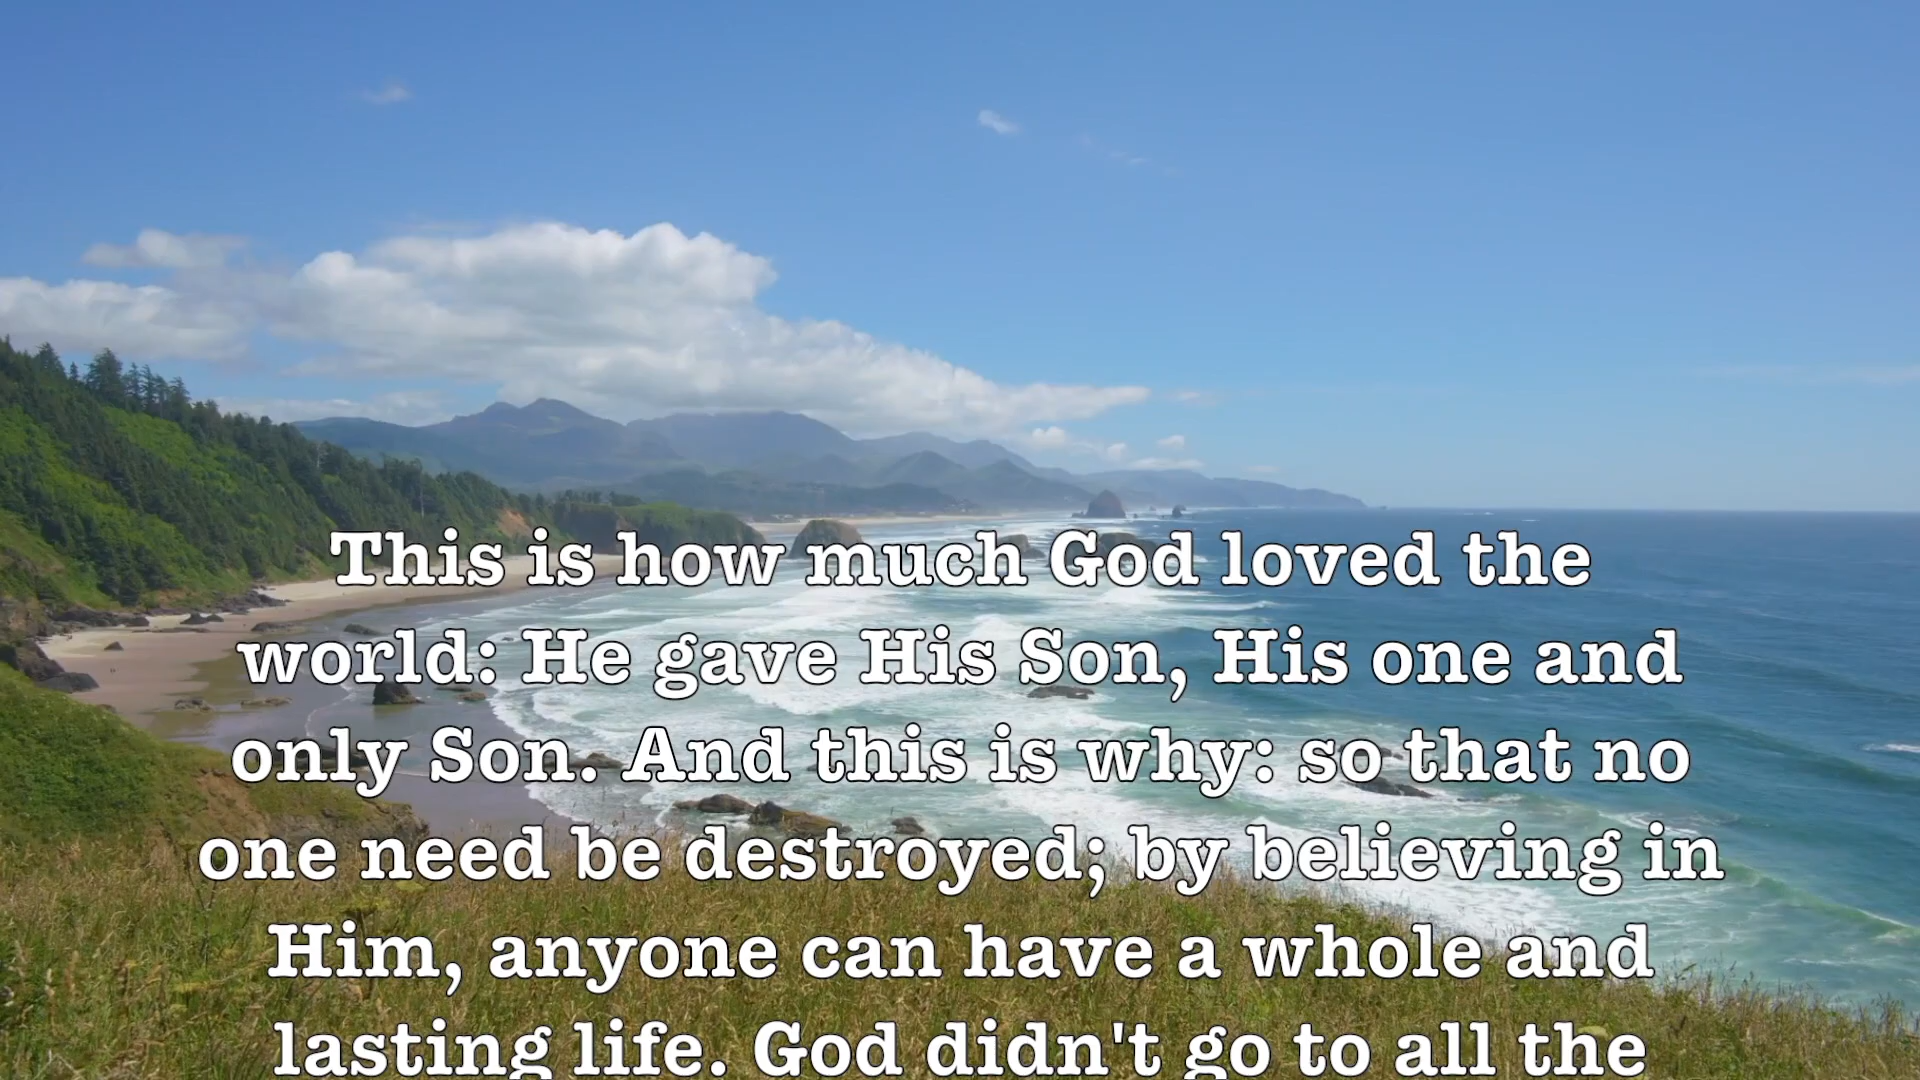 This is how much God loved the
world: He gave His Son, His one and
only Son. And this is why: so that no
one need be destroyed; by believing in
Him, anyone can have a whole and
lasting life. God didn't go to all the